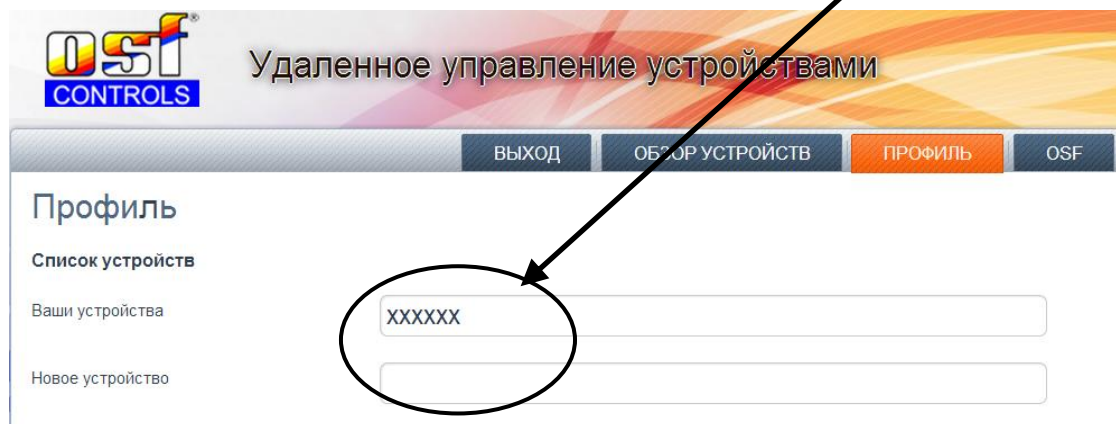 osf®
CONTROLS
Удаленное управление устройствами
ВЫХОД ОБЗОР УСТРОЙСТВ ПРОФИЛЬ OSF
Профиль
Список устройств
Ваши устройства XXXXXX
Новое устройство